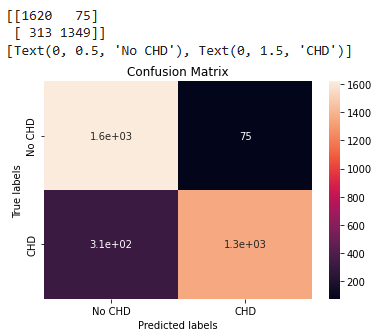 [[1620   75]
 [ 313 1349]]
[Text(0, 0.5, 'No CHD'), Text(0, 1.5, 'CHD')]
Confusion Matrix
1600
No CHD
1.6e+03
75
1400
1200
1000
True labels
800
CHD
3.1e+02
1.3e+03
600
400
200
No CHD
CHD
Predicted labels